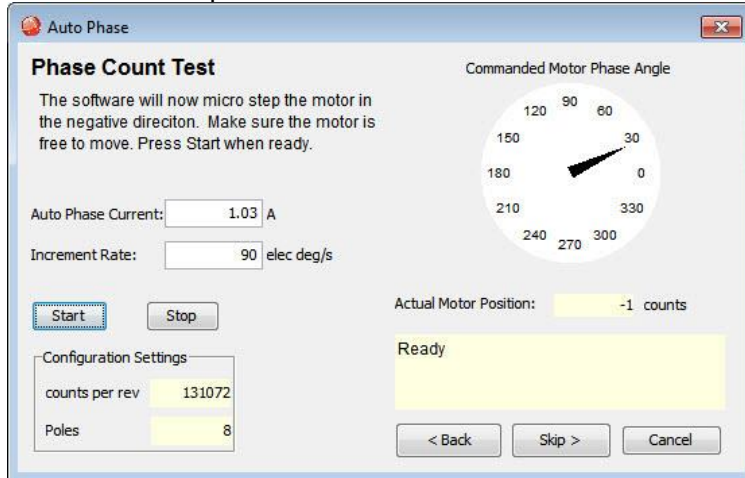 Auto Phase
Phase Count Test
The software will now micro step the motor in
the negative direciton. Make sure the motor is
free to move. Press Start when ready.
Auto Phase Current: 1.03 A
Increment Rate: 90 elec deg/s
Start Stop
Configuration Settings
counts per rev 131072
Poles 8
Commanded Motor Phase Angle
90
120 60
150 30
180 0
210 330
240 300
270
Actual Motor Position: -1 counts
Ready
< Back Skip > Cancel